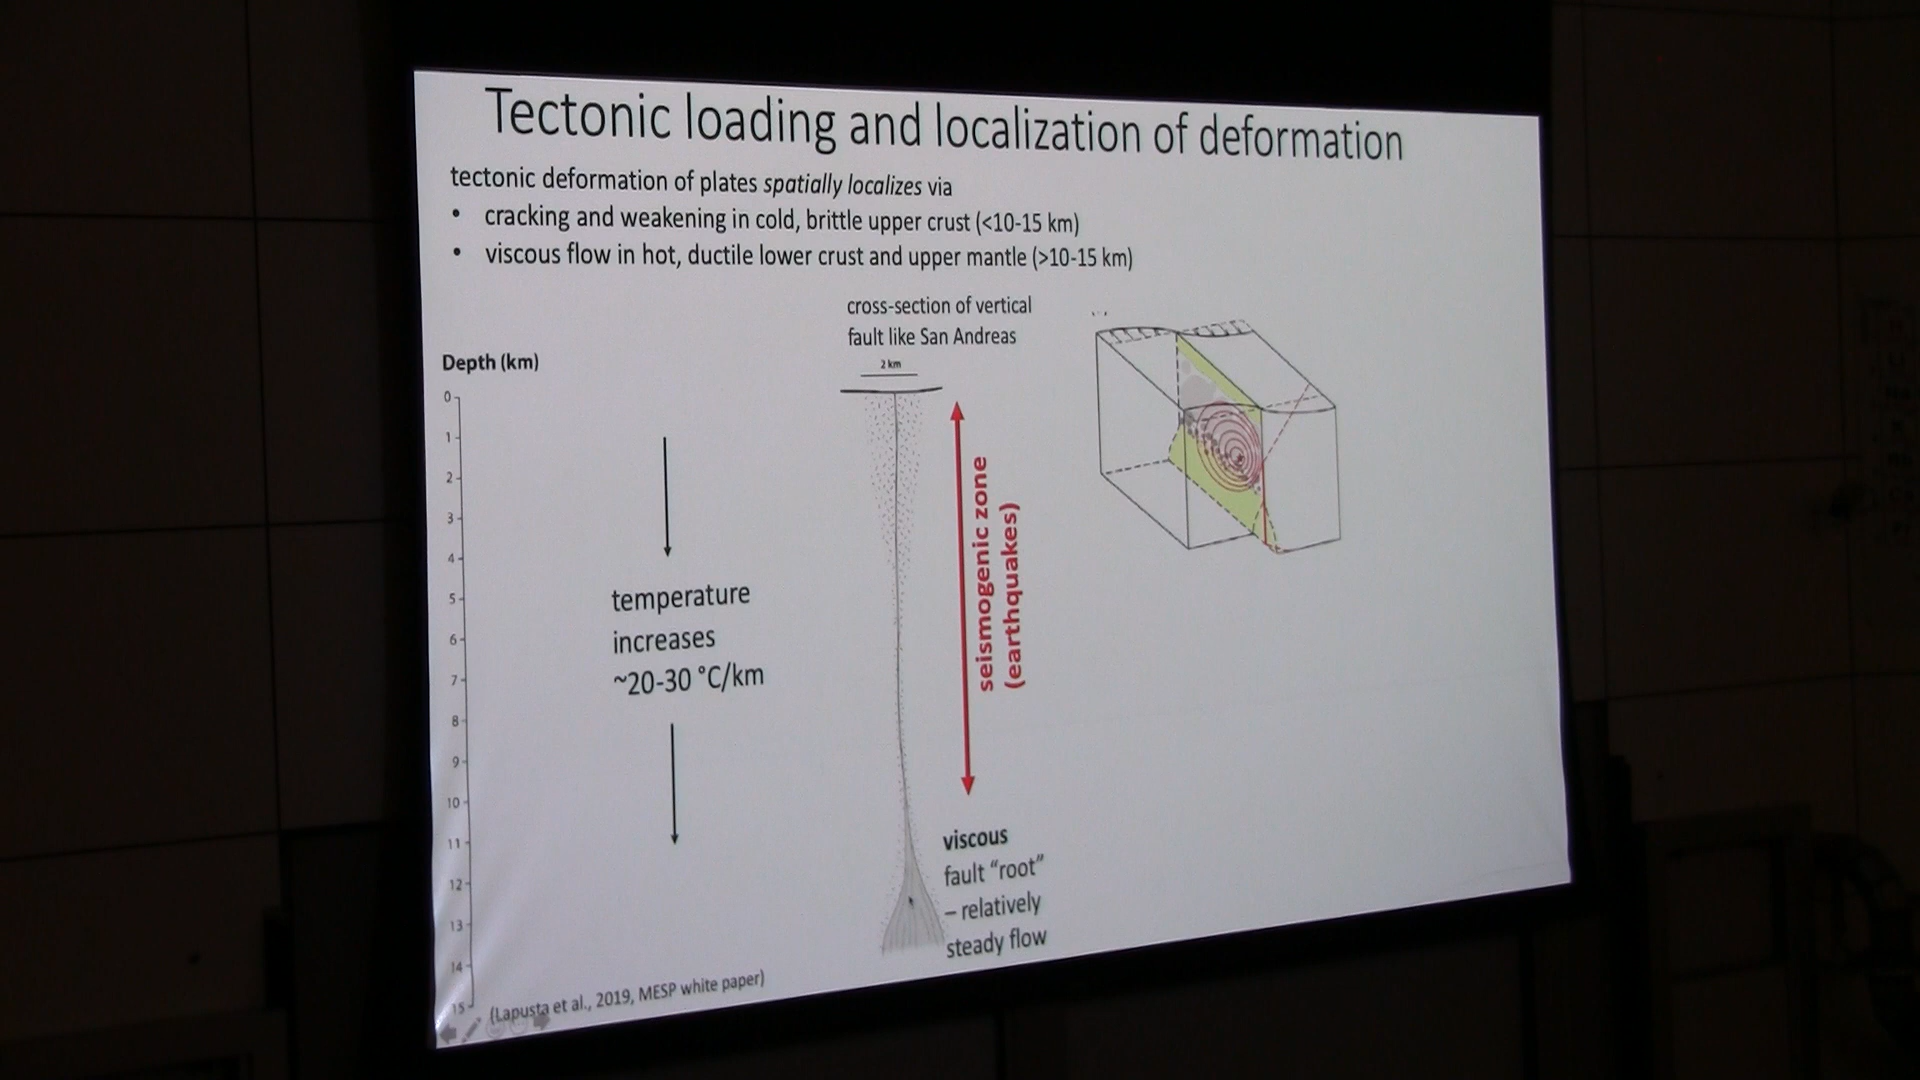 Tectonic loading and localization of deformation
tectonic deformation of plates spatially localizes via
• cracking and weakening in cold, brittle upper crust (<10-15 km)
• viscous flow in hot, ductile lower crust and upper mantle (>10-15 km)
cross-section of vertical
fault like San Andreas
2 km
Depth (km)
0
1
2
3
4
5
6
7
8
9
10
11
12
13
14
15
temperature
increases
~20-30 °C/km
seismogenic zone
(earthquakes)
viscous
fault “root”
– relatively
steady flow
(Lapusta et al., 2019, MESP white paper)